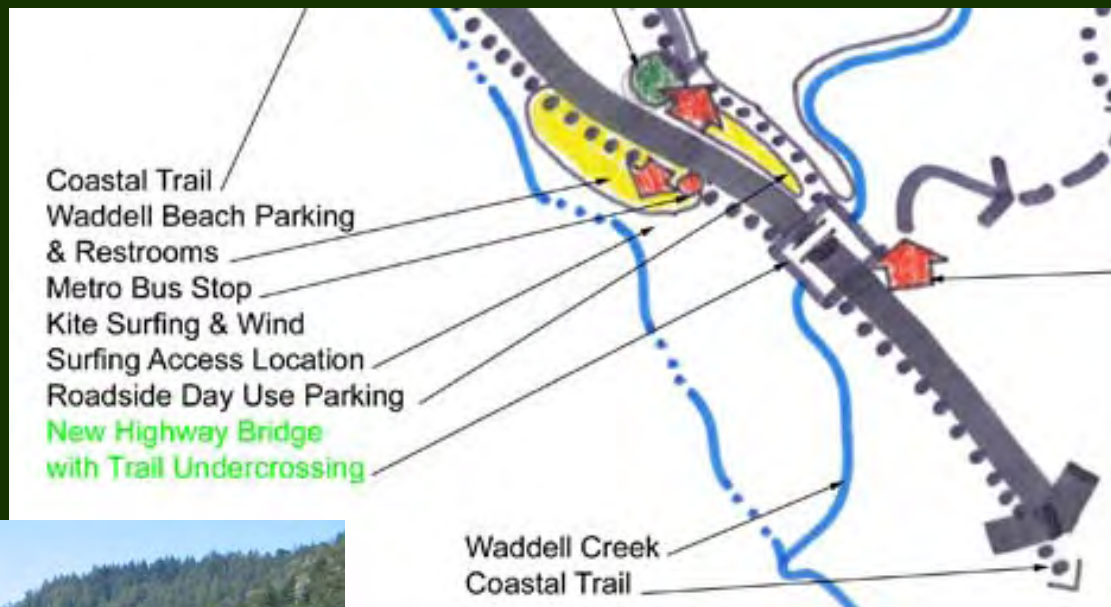 Coastal Trail
Waddell Beach Parking
& Restrooms
Metro Bus Stop
Kite Surfing & Wind
Surfing Access Location
Roadside Day Use Parking
New Highway Bridge
with Trail Undercrossing
Waddell Creek
Coastal Trail